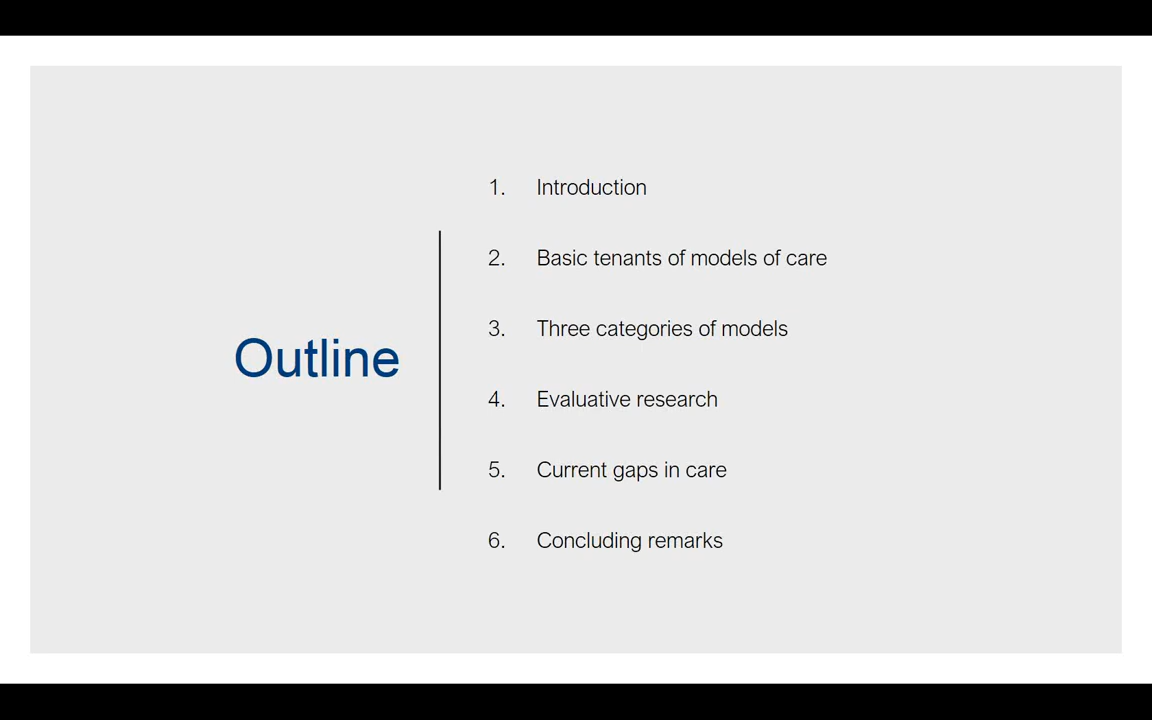 Outline
1. Introduction
2. Basic tenants of models of care
3. Three categories of models
4. Evaluative research
5. Current gaps in care
6. Concluding remarks